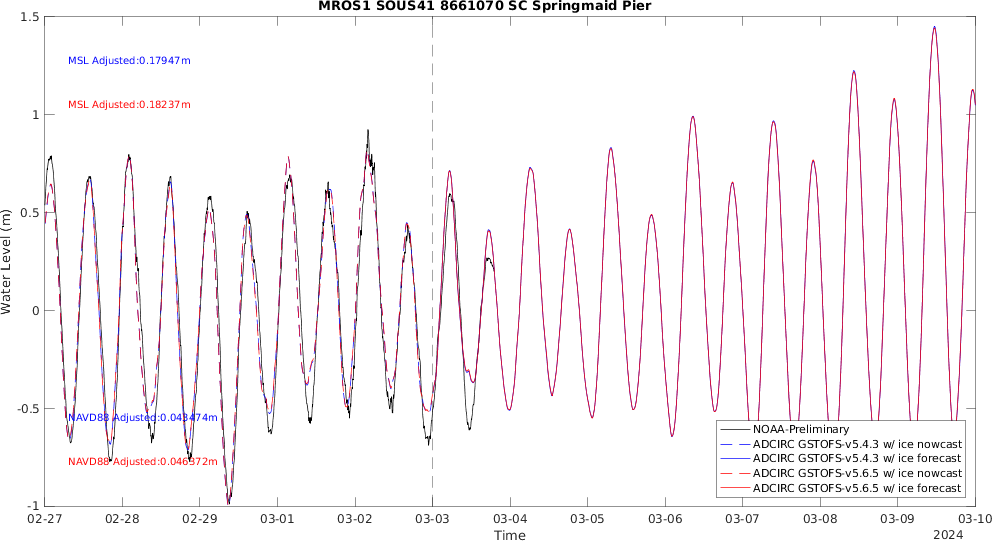 MROS1 SOUS41 8661070 SC Springmaid Pier
1.5
1
0.5
0
-0.5
-1
Water Level (m)
MSL Adjusted:0.17947m
MSL Adjusted:0.18237m
NAVD88 Adjusted:0.043474m
NAVD88 Adjusted:0.046372m
NOAA-Preliminary
ADCIRC GSTOFS-v5.4.3 w/ ice nowcast
ADCIRC GSTOFS-v5.4.3 w/ ice forecast
ADCIRC GSTOFS-v5.6.5 w/ ice nowcast
ADCIRC GSTOFS-v5.6.5 w/ ice forecast
02-27 02-28 02-29 03-01 03-02 03-03 03-04 03-05 03-06 03-07 03-08 03-09 03-10
Time
2024